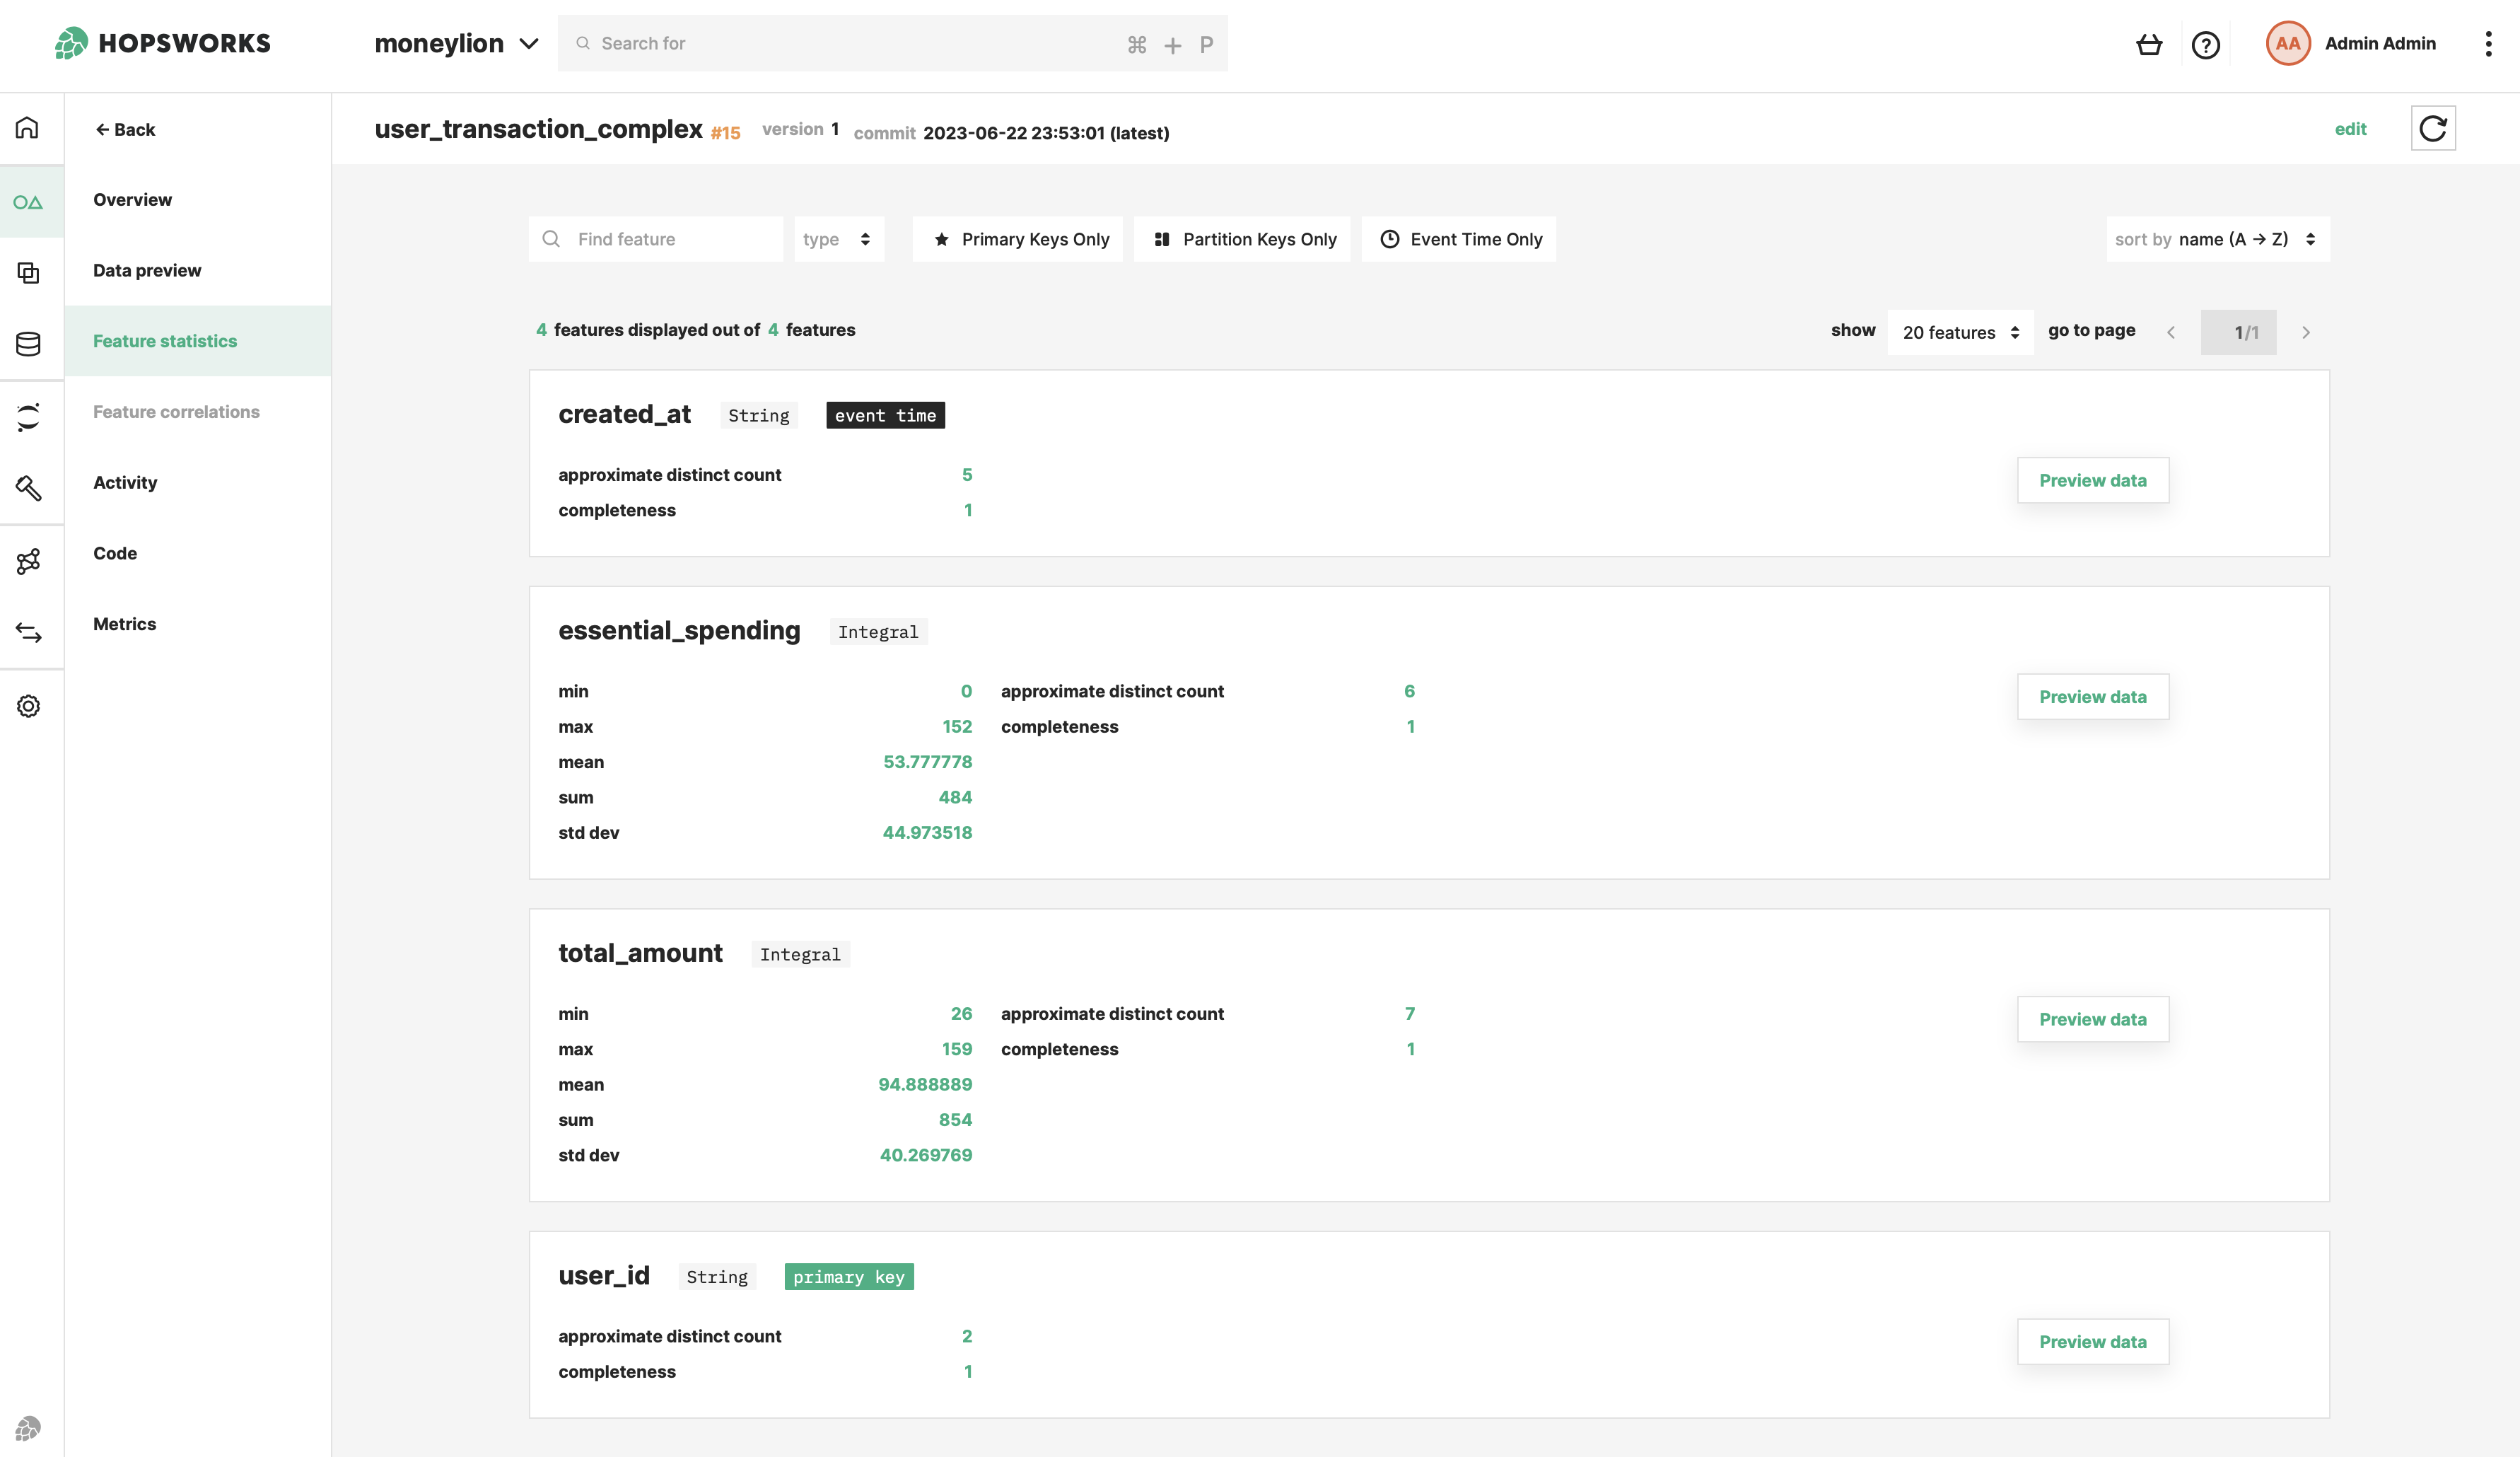 HOPSWORKS
moneylion
Search for ⌘ + P
AA Admin Admin
← Back
user_transaction_complex #15 version 1 commit 2023-06-22 23:53:01 (latest)
edit
Overview
Data preview
Feature statistics
Feature correlations
Activity
Code
Metrics
Find feature
type
Primary Keys Only
Partition Keys Only
Event Time Only
sort by name (A → Z)
4 features displayed out of 4 features
show 20 features go to page 1/1
created_at String event time
approximate distinct count 5
completeness 1
Preview data
essential_spending Integral
min 0 approximate distinct count 6
max 152 completeness 1
mean 53.777778
sum 484
std dev 44.973518
Preview data
total_amount Integral
min 26 approximate distinct count 7
max 159 completeness 1
mean 94.888889
sum 854
std dev 40.269769
Preview data
user_id String primary key
approximate distinct count 2
completeness 1
Preview data